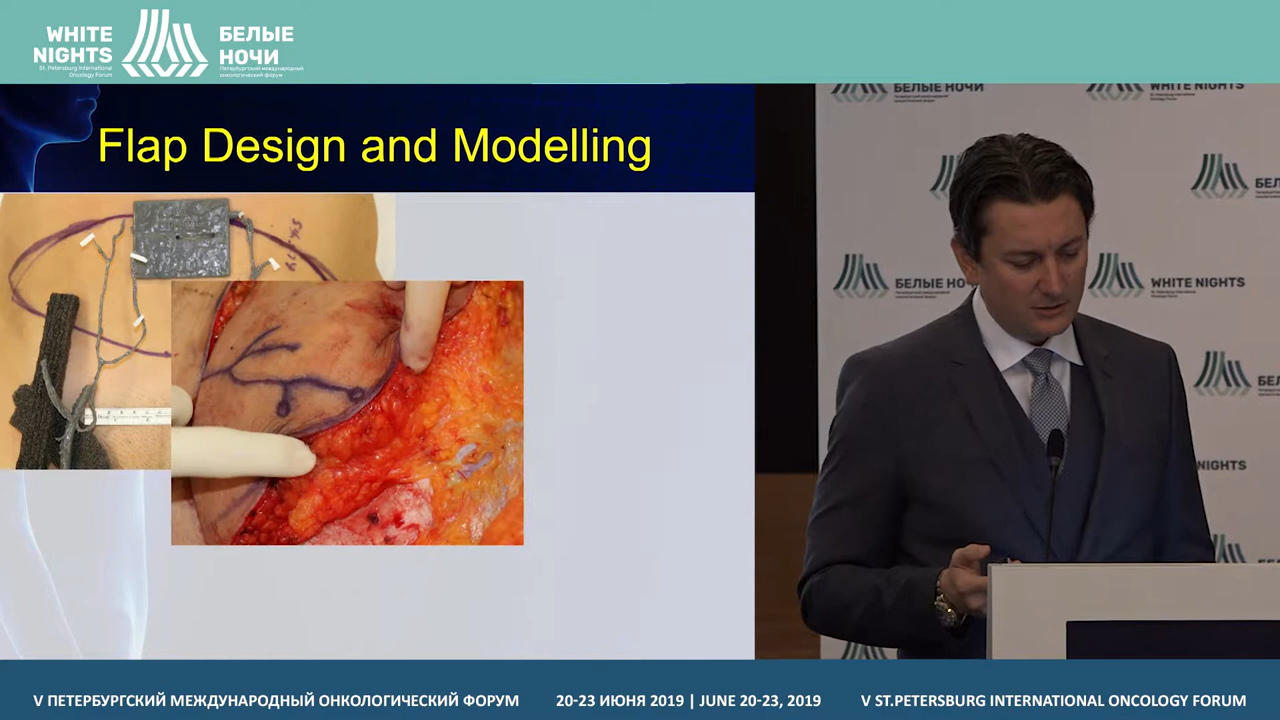 WHITE
NIGHTS
St. Petersburg International
Oncology Forum
БЕЛЫЕ
НОЧИ
Петербургский международный
онкологический форум
Flap Design and Modelling
БЕЛЫЕ НОЧИ
WHITE NIGHTS
БЕЛЫЕ НО
WHITE NIGHTS
NIGHTS
V ПЕТЕРБУРГСКИЙ МЕЖДУНАРОДНЫЙ ОНКОЛОГИЧЕСКИЙ ФОРУМ
20-23 ИЮНЯ 2019 | JUNE 20-23, 2019
V ST.PETERSBURG INTERNATIONAL ONCOLOGY FORUM